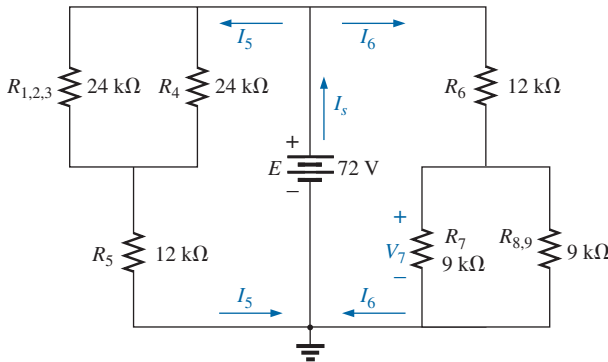 I5
I6
R1,2,3
24 kΩ
R4
24 kΩ
R6
12 kΩ
Is
+
E
72 V
–
R5
12 kΩ
+
V7
–
R7
9 kΩ
R8,9
9 kΩ
I5
I6